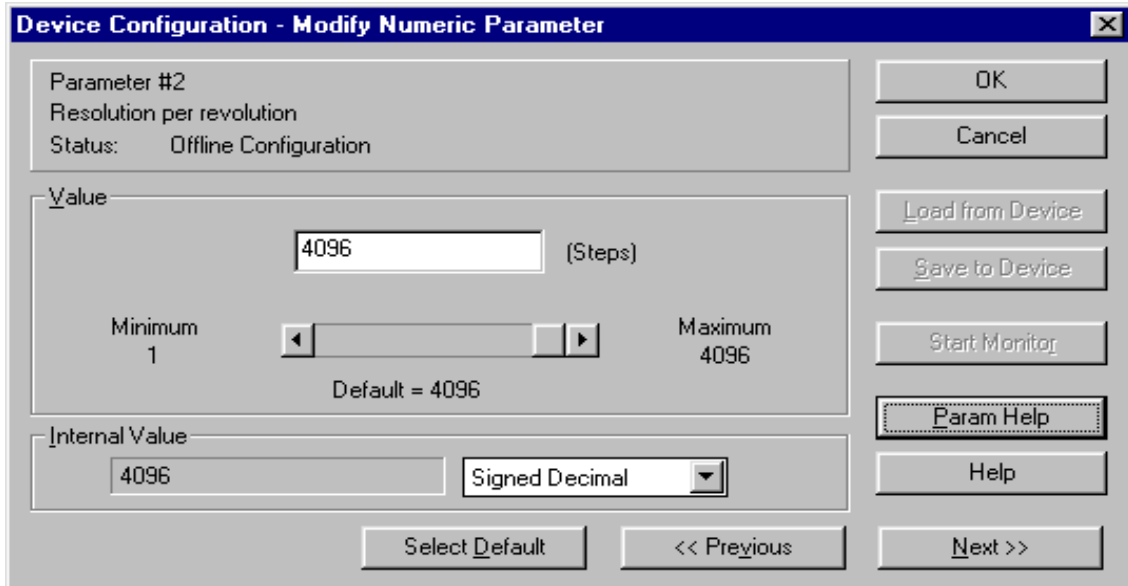 Device Configuration - Modify Numeric Parameter
Parameter #2
Resolution per revolution
Status: Offline Configuration
OK
Cancel
Value
4096 (Steps)
Minimum
1
Maximum
4096
Default = 4096
Load from Device
Save to Device
Start Monitor
Param Help
Internal Value
4096 Signed Decimal
Help
Select Default << Previous Next >>